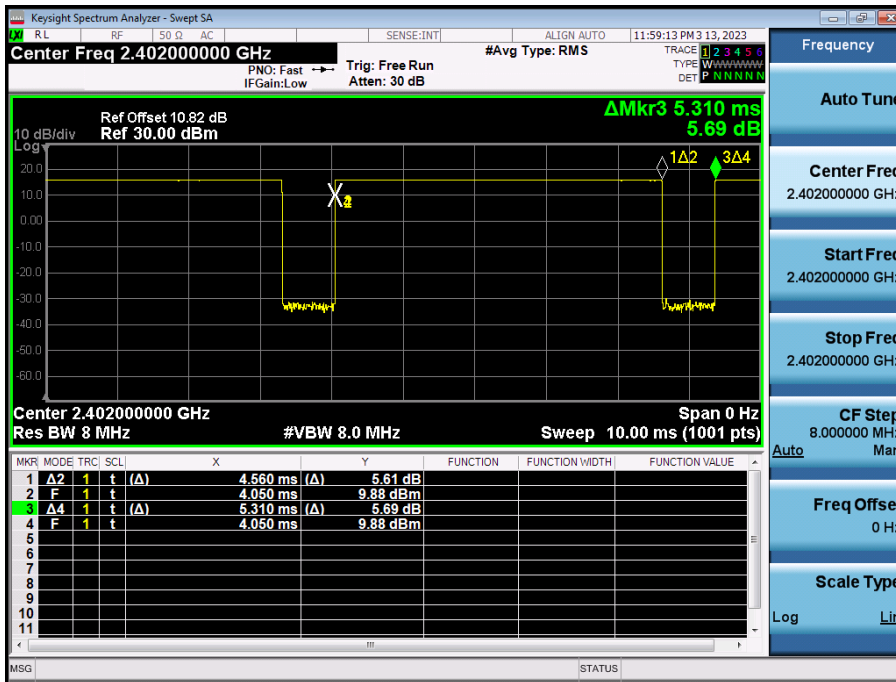 Keysight Spectrum Analyzer - Swept SA
LXI RL RF 50 Ω AC SENSE:INT ALIGN AUTO 11:59:13 PM 3 13, 2023
Center Freq 2.402000000 GHz #Avg Type: RMS TRACE 1 2 3 4 5 6
PNO: Fast Trig: Free Run TYPE W
IFGain:Low Atten: 30 dB DET P N N N N N
Frequency
Auto Tune
Center Freq
2.402000000 GHz
Start Freq
2.402000000 GHz
Stop Freq
2.402000000 GHz
CF Step
8.000000 MHz
Auto Man
Freq Offset
0 Hz
Scale Type
Log Lin
ΔMkr3 5.310 ms
5.69 dB
Ref Offset 10.82 dB
10 dB/div Ref 30.00 dBm
Log
1Δ2 3Δ4
20.0
10.0
0.00
-10.0
-20.0
-30.0
-40.0
-50.0
-60.0
Center 2.402000000 GHz Span 0 Hz
Res BW 8 MHz #VBW 8.0 MHz Sweep 10.00 ms (1001 pts)
MKR MODE TRC SCL X Y FUNCTION FUNCTION WIDTH FUNCTION VALUE
1 Δ2 1 t (Δ) 4.560 ms (Δ) 5.61 dB
2 F 1 t 4.050 ms 9.88 dBm
3 Δ4 1 t (Δ) 5.310 ms (Δ) 5.69 dB
4 F 1 t 4.050 ms 9.88 dBm
5
6
7
8
9
10
11
MSG STATUS